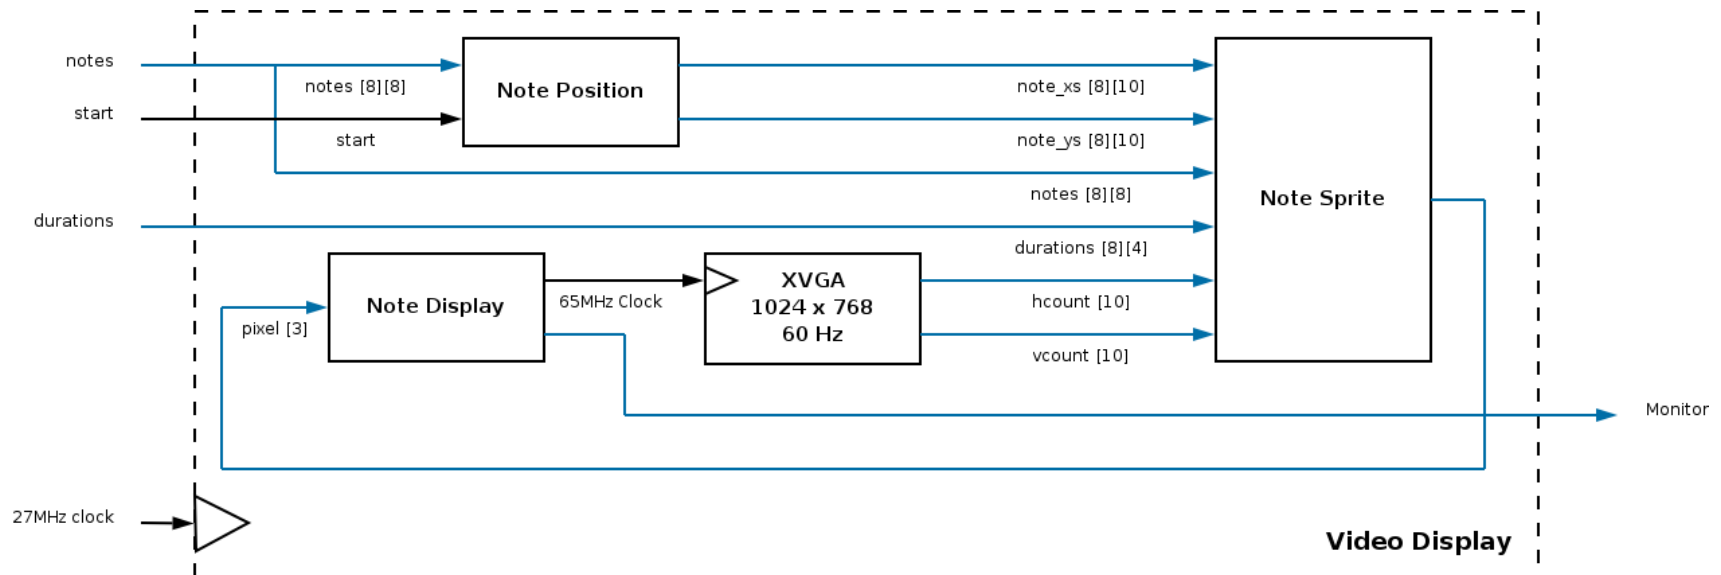 notes
notes [8][8]
Note Position
note_xs [8][10]
start
start
note_ys [8][10]
notes [8][8]
Note Sprite
durations
durations [8][4]
Note Display
pixel [3]
65MHz Clock
XVGA
1024 x 768
60 Hz
hcount [10]
vcount [10]
Monitor
27MHz clock
Video Display